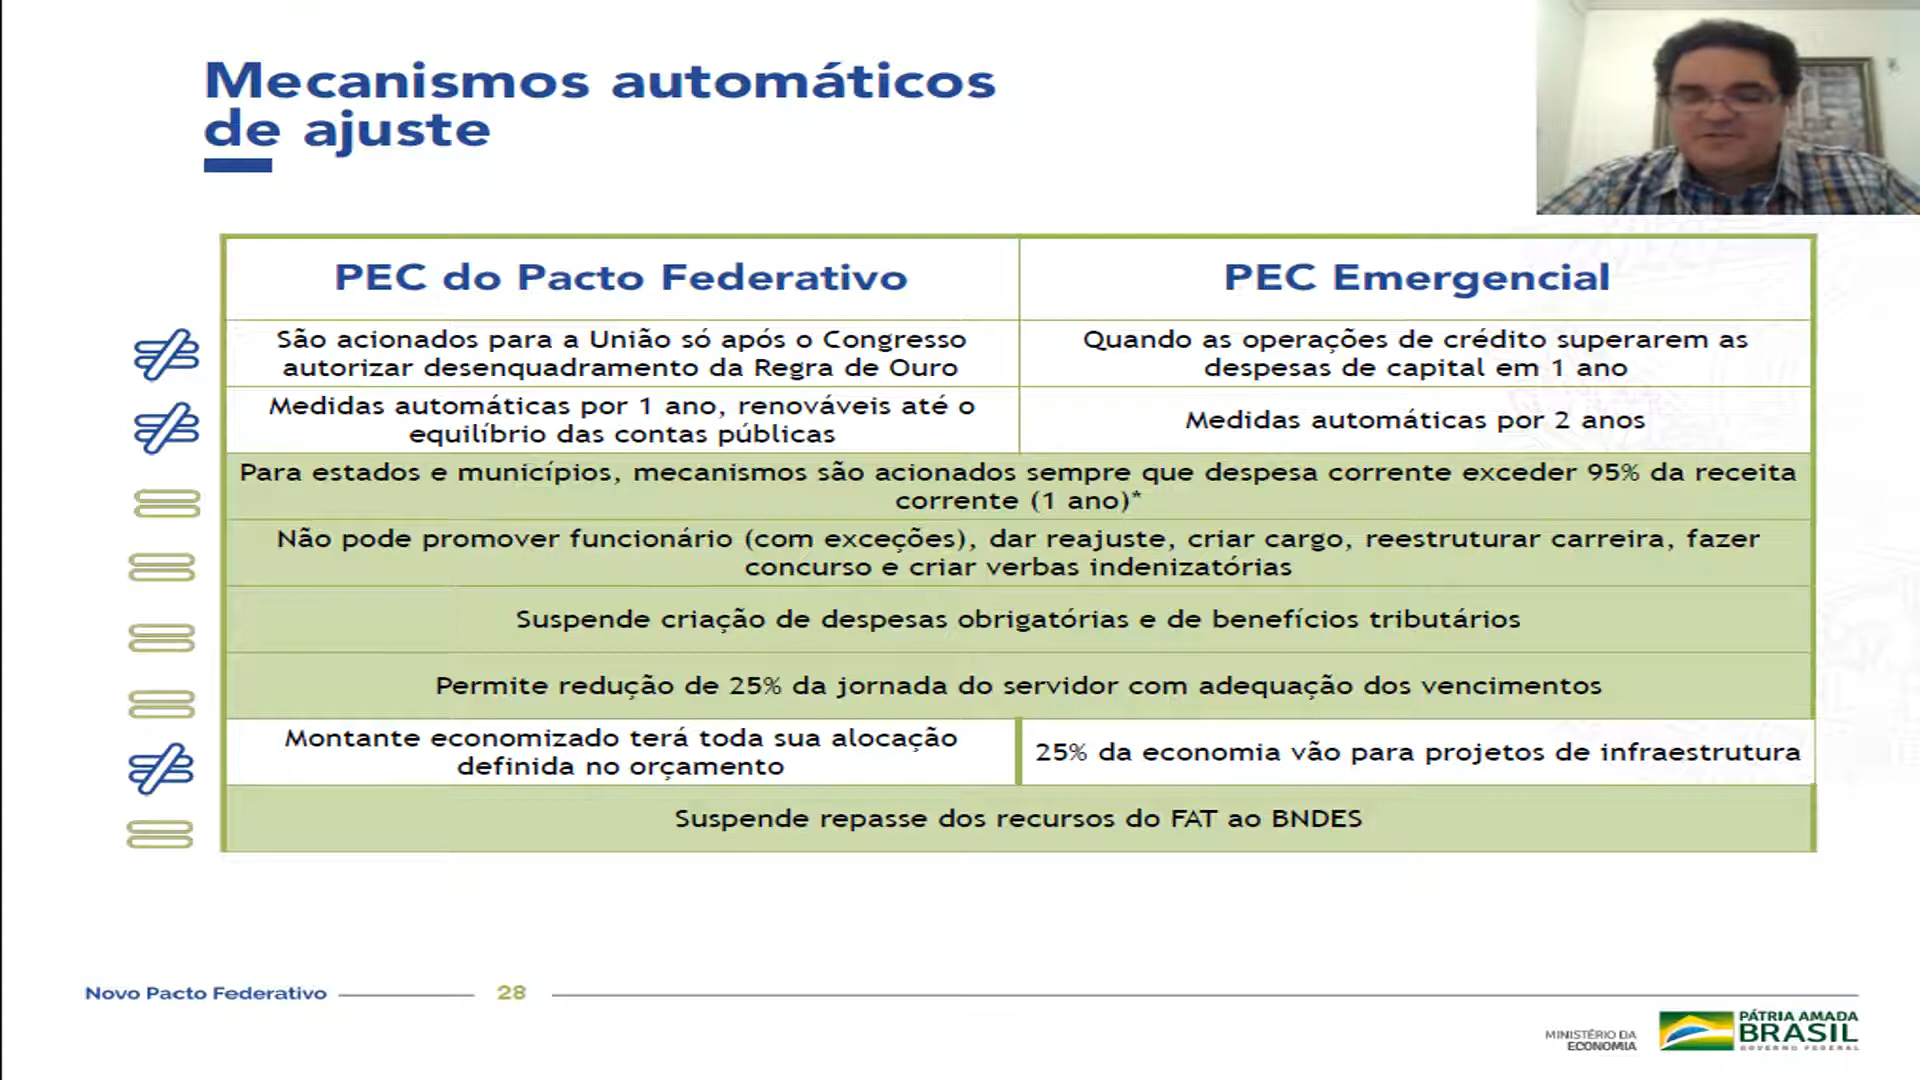 Mecanismos automáticos
de ajuste
PEC do Pacto Federativo
PEC Emergencial
São acionados para a União só após o Congresso
autorizar desenquadramento da Regra de Ouro
Quando as operações de crédito superarem as
despesas de capital em 1 ano
Medidas automáticas por 1 ano, renováveis até o
equilíbrio das contas públicas
Medidas automáticas por 2 anos
Para estados e municípios, mecanismos são acionados sempre que despesa corrente exceder 95% da receita
corrente (1 ano)*
Não pode promover funcionário (com exceções), dar reajuste, criar cargo, reestruturar carreira, fazer
concurso e criar verbas indenizatórias
Suspende criação de despesas obrigatórias e de benefícios tributários
Permite redução de 25% da jornada do servidor com adequação dos vencimentos
Montante economizado terá toda sua alocação
definida no orçamento
25% da economia vão para projetos de infraestrutura
Suspende repasse dos recursos do FAT ao BNDES
Novo Pacto Federativo
28
MINISTÉRIO DA
ECONOMIA
PÁTRIA AMADA
BRASIL
GOVERNO FEDERAL